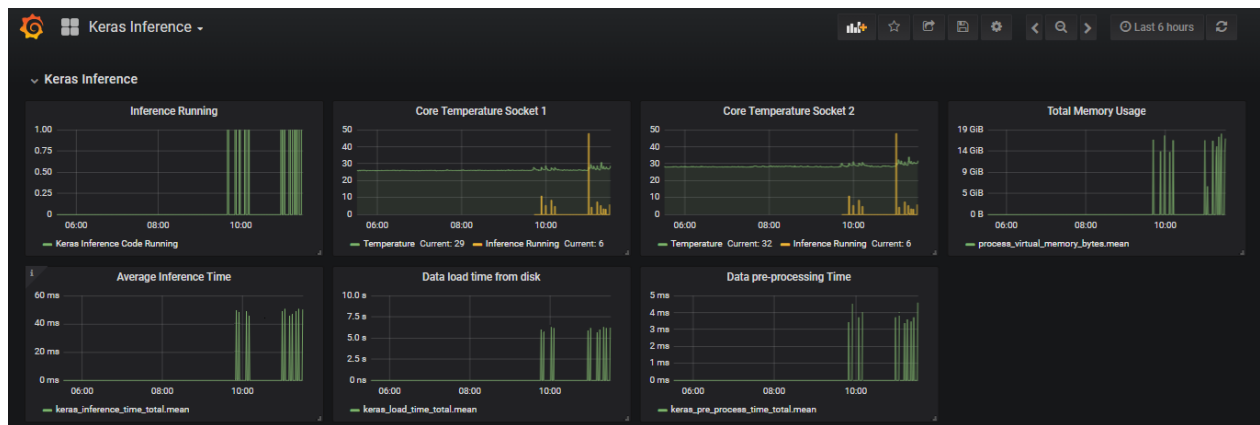 Keras Inference
Last 6 hours
Keras Inference
Inference Running
1.00
0.75
0.50
0.25
0
06:00 08:00 10:00
Keras Inference Code Running
Core Temperature Socket 1
50
40
30
20
10
0
06:00 08:00 10:00
Temperature Current: 29 Inference Running Current: 6
Core Temperature Socket 2
50
40
30
20
10
0
06:00 08:00 10:00
Temperature Current: 32 Inference Running Current: 6
Total Memory Usage
19 GiB
14 GiB
9 GiB
5 GiB
0 B
06:00 08:00 10:00
process_virtual_memory_bytes.mean
i
Average Inference Time
60 ms
40 ms
20 ms
0 ms
06:00 08:00 10:00
keras_inference_time_total.mean
Data load time from disk
10.0 s
7.5 s
5.0 s
2.5 s
0 ns
06:00 08:00 10:00
keras_load_time_total.mean
Data pre-processing Time
5 ms
4 ms
3 ms
2 ms
1 ms
0 ms
06:00 08:00 10:00
keras_pre_process_time_total.mean